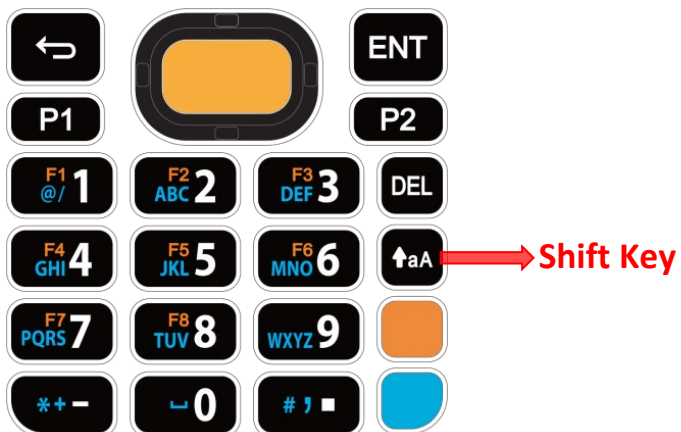 ENT
P1 P2
F1 @/ 1 F2 ABC 2 F3 DEF 3 DEL
F4 GHI 4 F5 JKL 5 F6 MNO 6 ⬆aA Shift Key
F7 PQRS 7 F8 TUV 8 WXYZ 9
*+- ⎵0 #,■